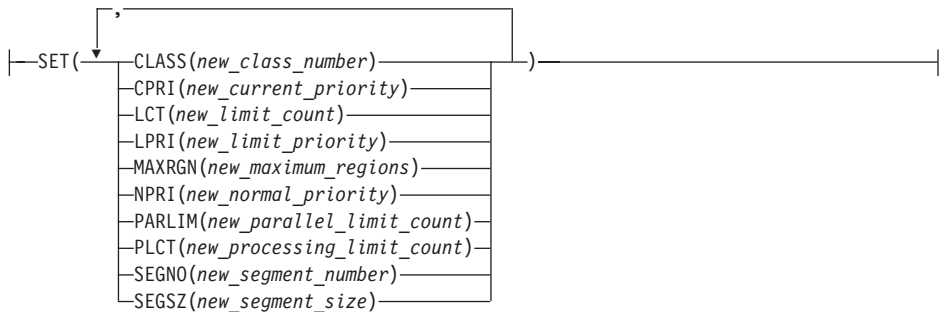 ,
SET( CLASS(new_class_number) )
CPRI(new_current_priority)
LCT(new_limit_count)
LPRI(new_limit_priority)
MAXRGN(new_maximum_regions)
NPRI(new_normal_priority)
PARLIM(new_parallel_limit_count)
PLCT(new_processing_limit_count)
SEGNO(new_segment_number)
SEGSZ(new_segment_size)